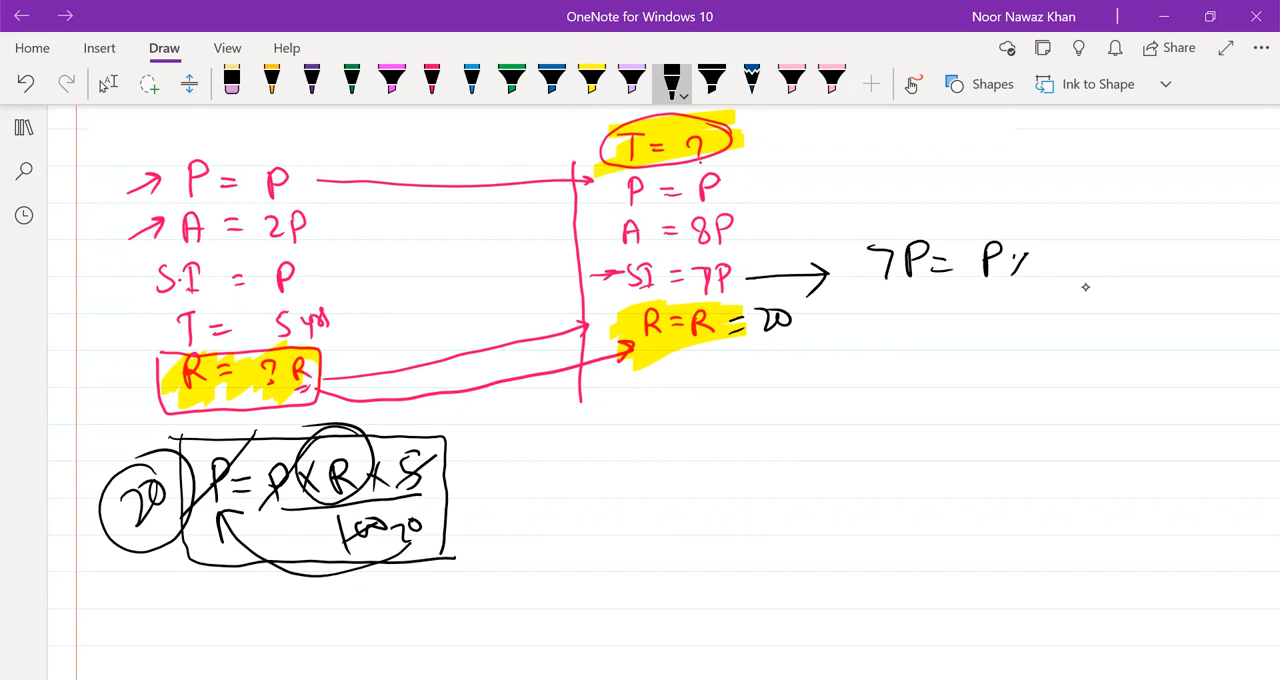 OneNote for Windows 10
Noor Nawaz Khan
Home Insert Draw View Help
Share
Shapes
Ink to Shape
P = P
A = 2P
S.I = P
T = 5 yrs
R = ? R
T = ?
P = P
A = 8P
SI = 7P
R = R = 20
7P = P ×
20
P = P × R × 5
100 20